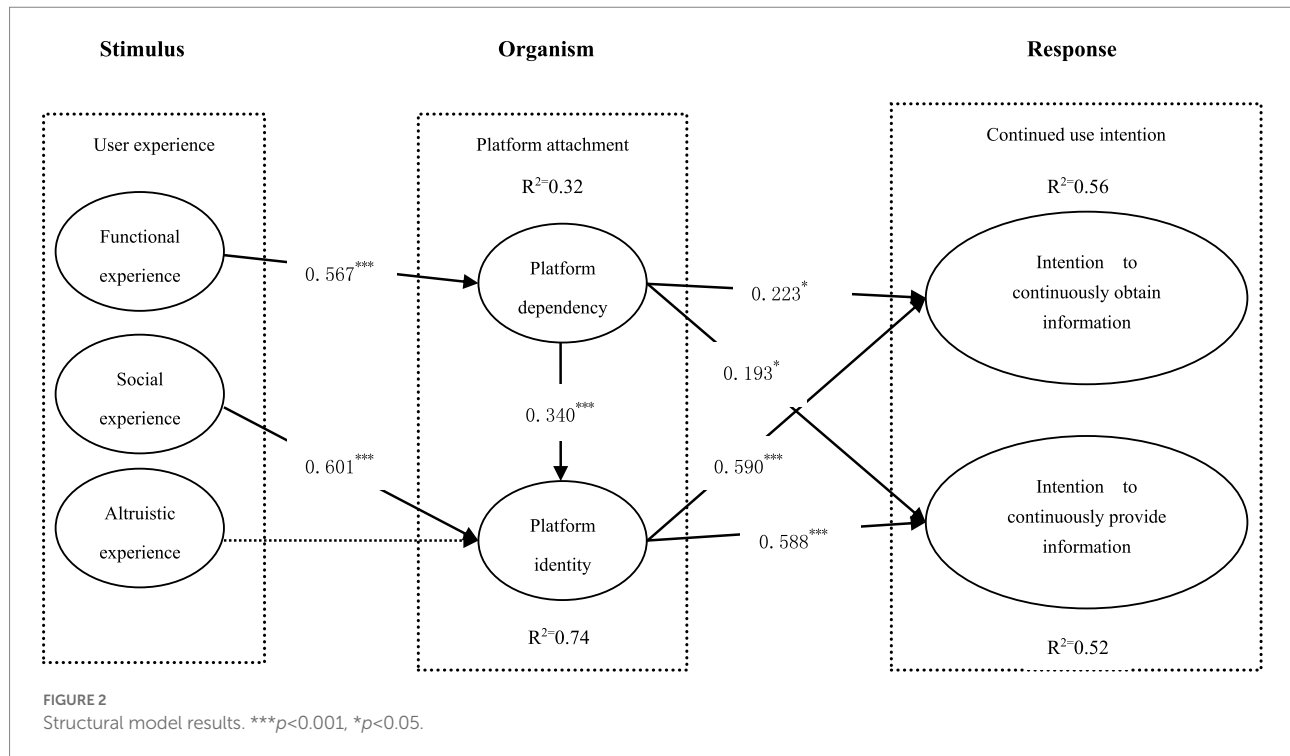 Stimulus
Organism
Response
User experience
Functional
experience
Social
experience
Altruistic
experience
0.567***
0.601***
Platform attachment
R²⁼0.32
Platform
dependency
0.340***
Platform
identity
R²⁼0.74
0.223*
0.193*
0.590***
0.588***
Continued use intention
R²⁼0.56
Intention to
continuously obtain
information
Intention to
continuously provide
information
R²⁼0.52
FIGURE 2
Structural model results. ***p<0.001, *p<0.05.